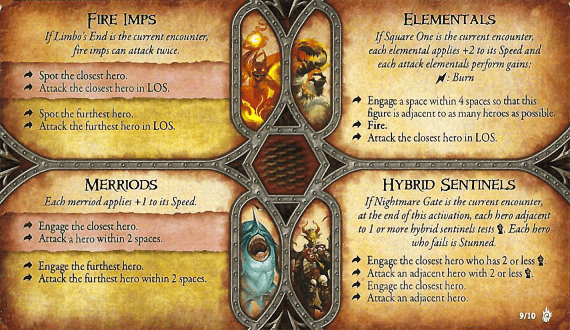 FIRE IMPS
If Limbo's End is the current encounter,
fire imps can attack twice.
Spot the closest hero.
Attack the closest hero in LOS.
Spot the furthest hero.
Attack the furthest hero in LOS.
ELEMENTALS
If Square One is the current encounter,
each elemental applies +2 to its Speed and
each attack elementals perform gains:
: Burn
Engage a space within 4 spaces so that this
figure is adjacent to as many heroes as possible.
Fire.
Attack the closest hero in LOS.
MERRIODS
Each merriod applies +1 to its Speed.
Engage the closest hero.
Attack a hero within 2 spaces.
Engage the furthest hero.
Attack the furthest hero within 2 spaces.
HYBRID SENTINELS
If Nightmare Gate is the current encounter,
at the end of this activation, each hero adjacent
to 1 or more hybrid sentinels tests . Each hero
who fails is Stunned.
Engage the closest hero who has 2 or less .
Attack an adjacent hero with 2 or less .
Engage the closest hero.
Attack an adjacent hero.
9/10